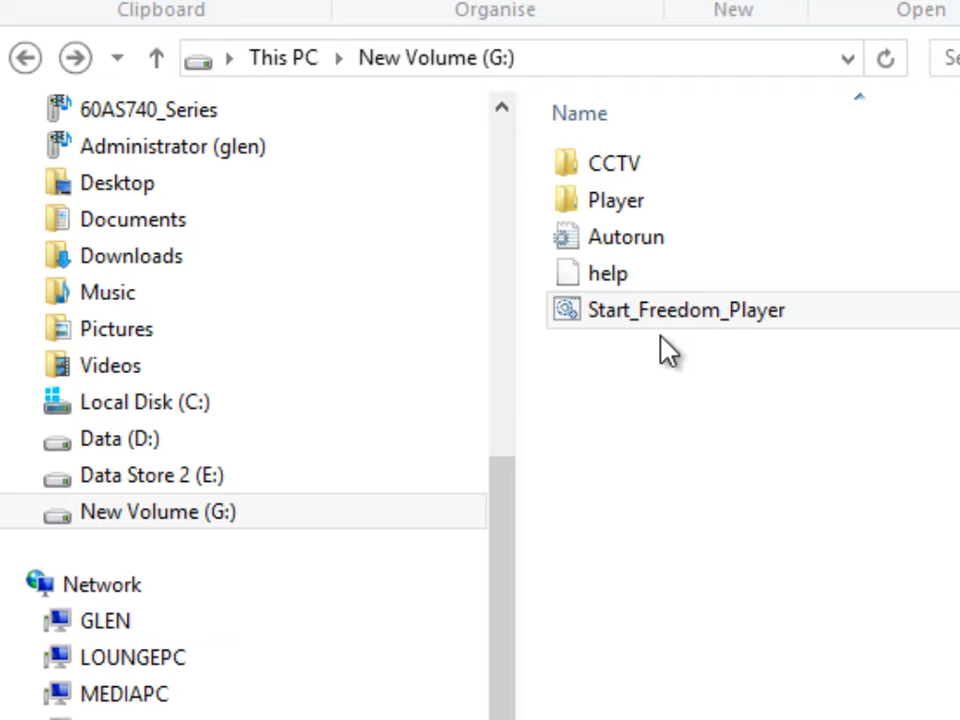 Clipboard
Organise
New
Open
This PC
New Volume (G:)
Se
60AS740_Series
Administrator (glen)
Desktop
Documents
Downloads
Music
Pictures
Videos
Local Disk (C:)
Data (D:)
Data Store 2 (E:)
New Volume (G:)
Network
GLEN
LOUNGEPC
MEDIAPC
Name
CCTV
Player
Autorun
help
Start_Freedom_Player